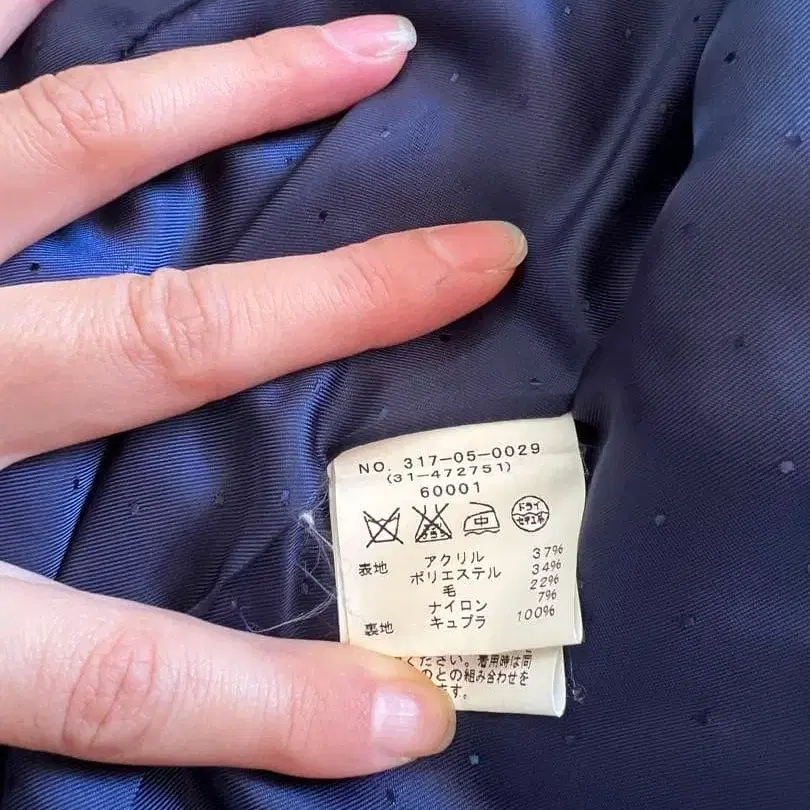 NO. 317-05-0029
(31-472751)
60001
中 ドライ
セキユ系
表地 アクリル 37%
ポリエステル 34%
毛 22%
ナイロン 7%
裏地 キュプラ 100%
ください。着用時は同
のとの組み合わせを
ます。